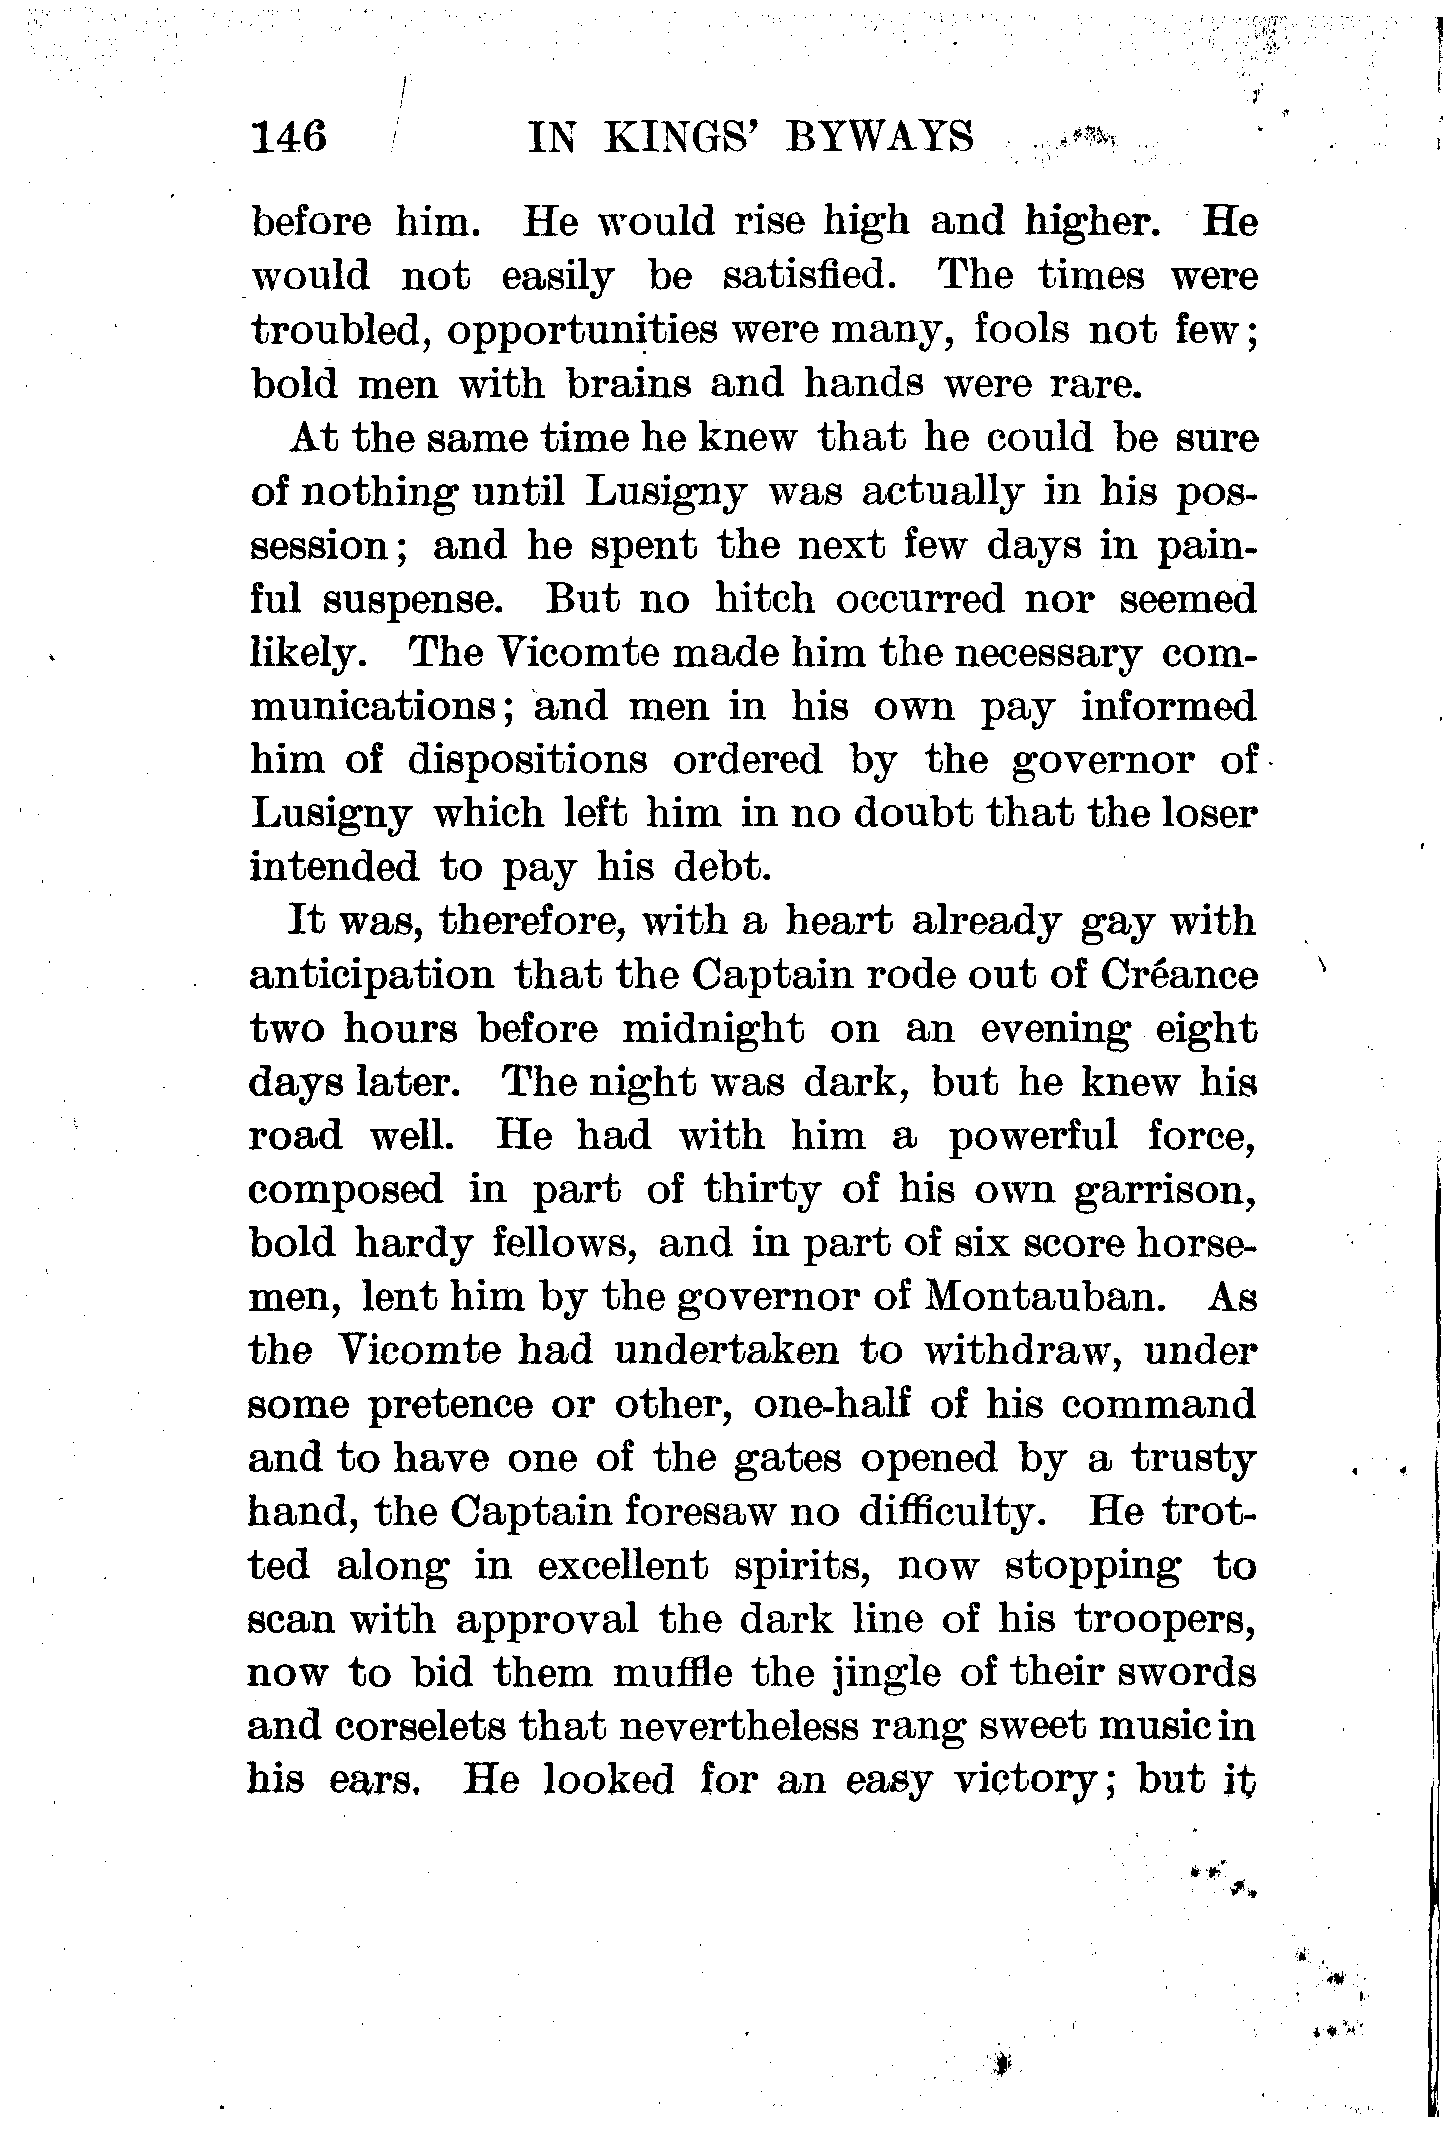 146 IN KINGS' BYWAYS
before him. He would rise high and higher. He
would not easily be satisfied. The times were
troubled, opportunities were many, fools not few;
bold men with brains and hands were rare.
At the same time he knew that he could be sure
of nothing until Lusigny was actually in his pos-
session; and he spent the next few days in pain-
ful suspense. But no hitch occurred nor seemed
likely. The Vicomte made him the necessary com-
munications; and men in his own pay informed
him of dispositions ordered by the governor of
Lusigny which left him in no doubt that the loser
intended to pay his debt.
It was, therefore, with a heart already gay with
anticipation that the Captain rode out of Créance
two hours before midnight on an evening eight
days later. The night was dark, but he knew his
road well. He had with him a powerful force,
composed in part of thirty of his own garrison,
bold hardy fellows, and in part of six score horse-
men, lent him by the governor of Montauban. As
the Vicomte had undertaken to withdraw, under
some pretence or other, one-half of his command
and to have one of the gates opened by a trusty
hand, the Captain foresaw no difficulty. He trot-
ted along in excellent spirits, now stopping to
scan with approval the dark line of his troopers,
now to bid them muffle the jingle of their swords
and corselets that nevertheless rang sweet music in
his ears. He looked for an easy victory; but it